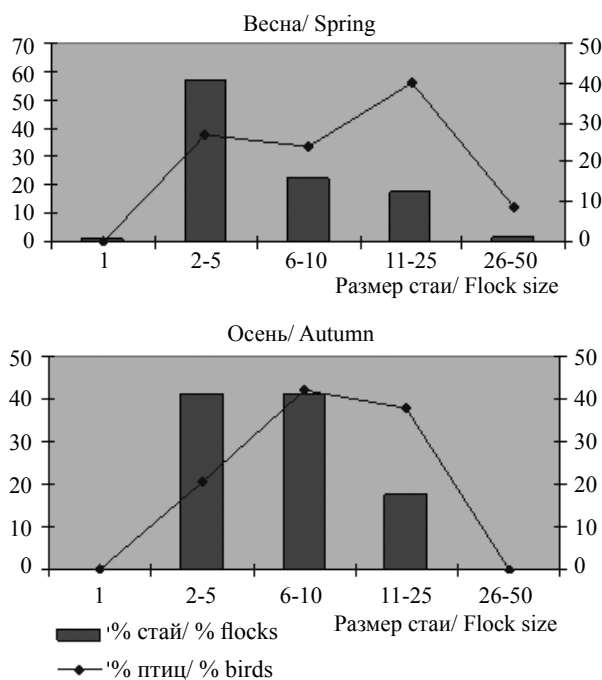 Весна/ Spring
70 50
60
50 40
40 30
30 20
20
10 10
0 0
1 2-5 6-10 11-25 26-50
Размер стаи/ Flock size
Осень/ Autumn
50 50
40 40
30 30
20 20
10 10
0 0
1 2-5 6-10 11-25 26-50
'% стай/ % flocks Размер стаи/ Flock size
'% птиц/ % birds